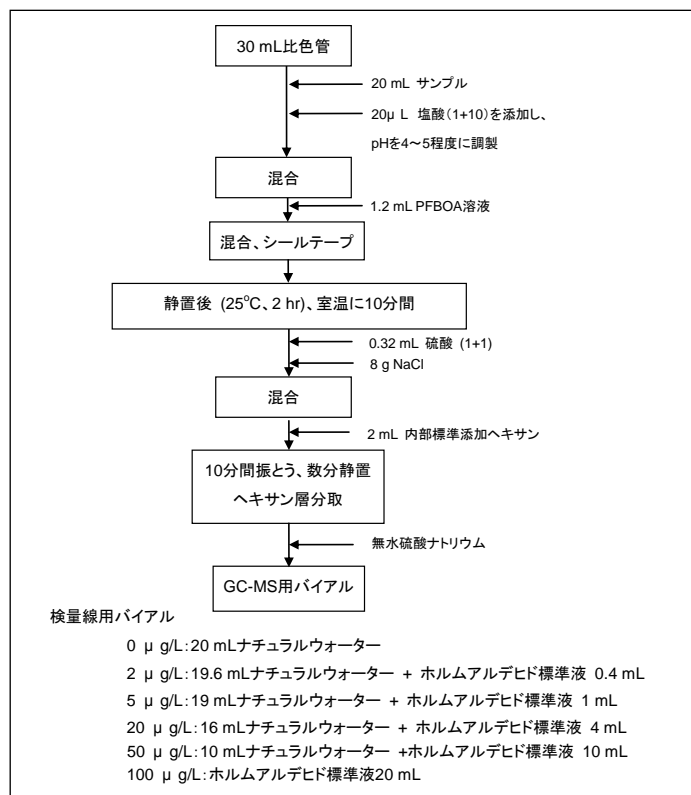 30 mL比色管
20 mL サンプル
20μ L 塩酸(1+10)を添加し、
pHを4～5程度に調製
混合
1.2 mL PFBOA溶液
混合、シールテープ
静置後 (25°C、2 hr)、室温に10分間
0.32 mL 硫酸 (1+1)
8 g NaCl
混合
2 mL 内部標準添加ヘキサン
10分間振とう、数分静置
ヘキサン層分取
無水硫酸ナトリウム
GC-MS用バイアル
検量線用バイアル
0 μ g/L:20 mLナチュラルウォーター
2 μ g/L:19.6 mLナチュラルウォーター + ホルムアルデヒド標準液 0.4 mL
5 μ g/L:19 mLナチュラルウォーター + ホルムアルデヒド標準液 1 mL
20 μ g/L:16 mLナチュラルウォーター + ホルムアルデヒド標準液 4 mL
50 μ g/L:10 mLナチュラルウォーター +ホルムアルデヒド標準液 10 mL
100 μ g/L:ホルムアルデヒド標準液20 mL